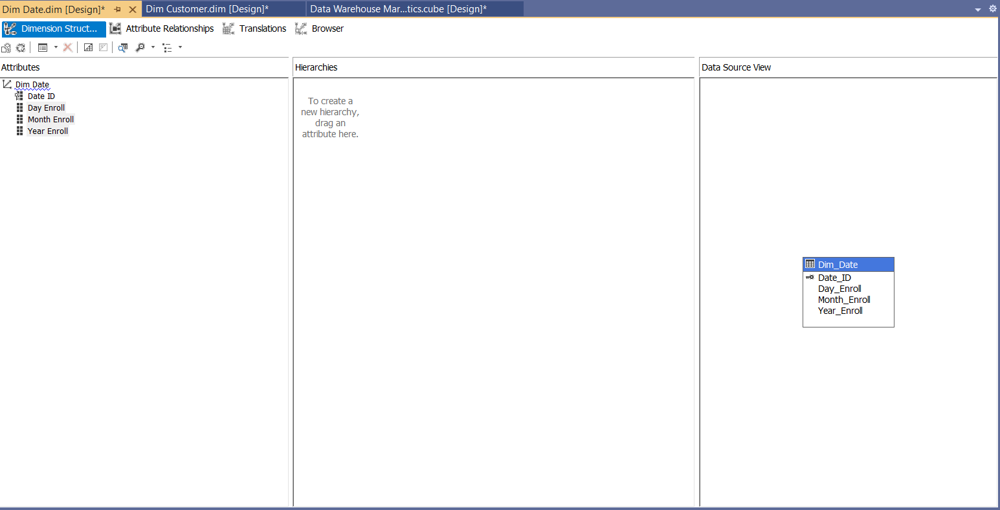 Dim Date.dim [Design]*
Dim Customer.dim [Design]*
Data Warehouse Mar...tics.cube [Design]*
Dimension Struct...
Attribute Relationships
Translations
Browser
Attributes
Dim Date
Date ID
Day Enroll
Month Enroll
Year Enroll
Hierarchies
To create a
new hierarchy,
drag an
attribute here.
Data Source View
Dim_Date
Date_ID
Day_Enroll
Month_Enroll
Year_Enroll